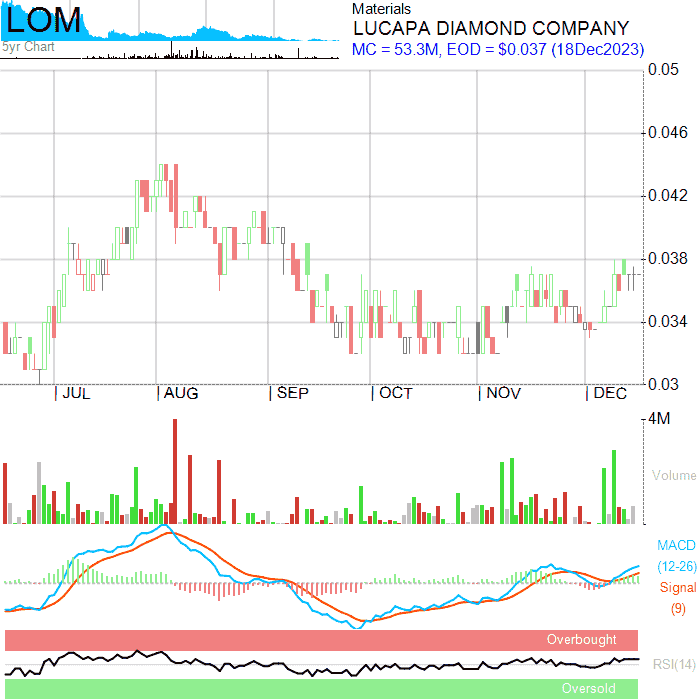 LOM
5yr Chart
Materials
LUCAPA DIAMOND COMPANY
MC = 53.3M, EOD = $0.037 (18Dec2023)
0.05
0.046
0.042
0.038
0.034
0.03
JUL AUG SEP OCT NOV DEC
4M
Volume
MACD
(12-26)
Signal
(9)
Overbought
RSI(14)
Oversold